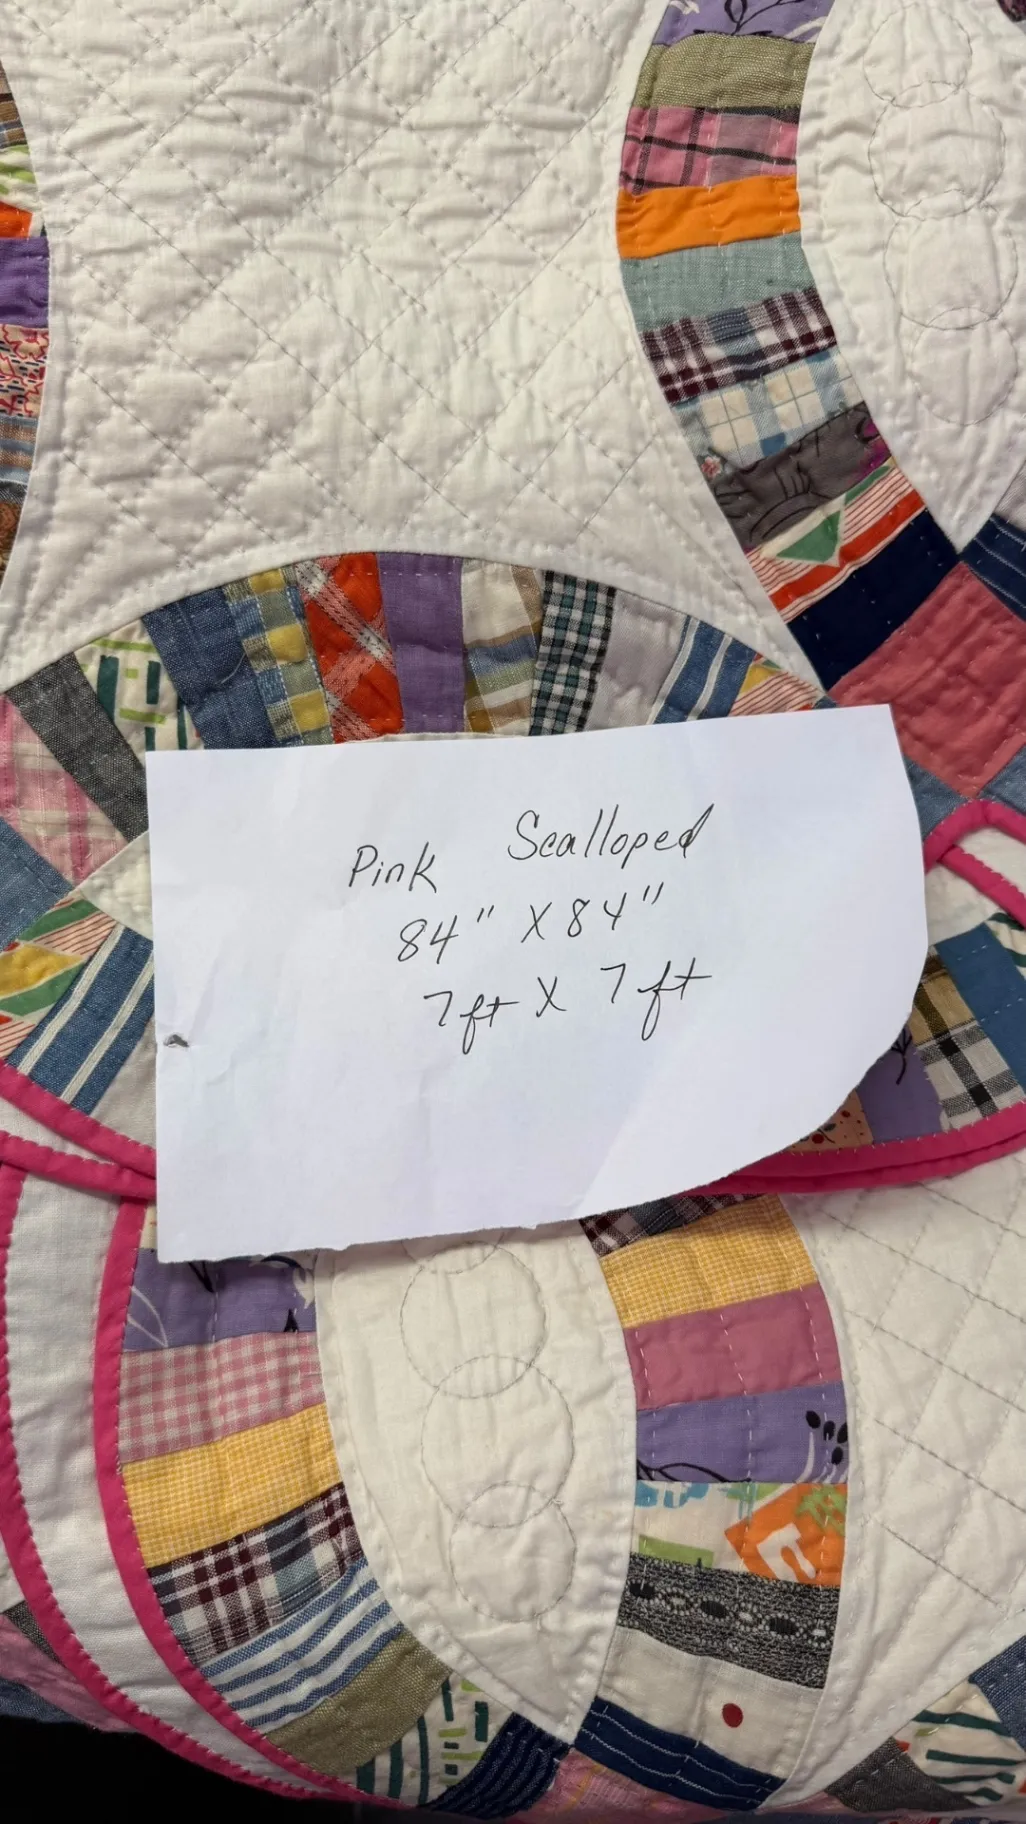 Pink Scalloped
84" X 84"
7ft X 7ft